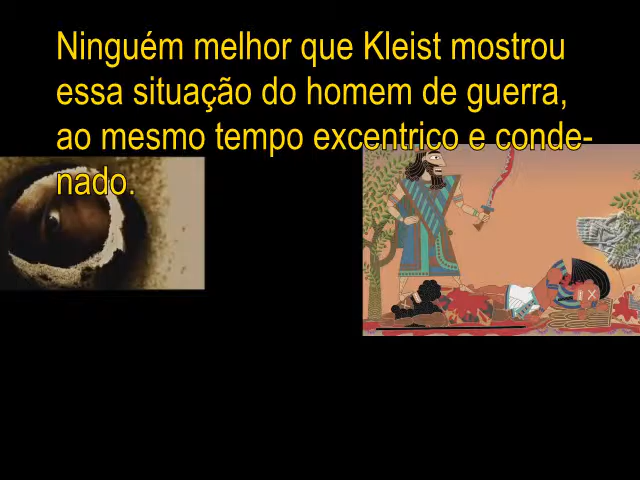 Ninguém melhor que Kleist mostrou
essa situação do homem de guerra,
ao mesmo tempo excentrico e conde-
nado.